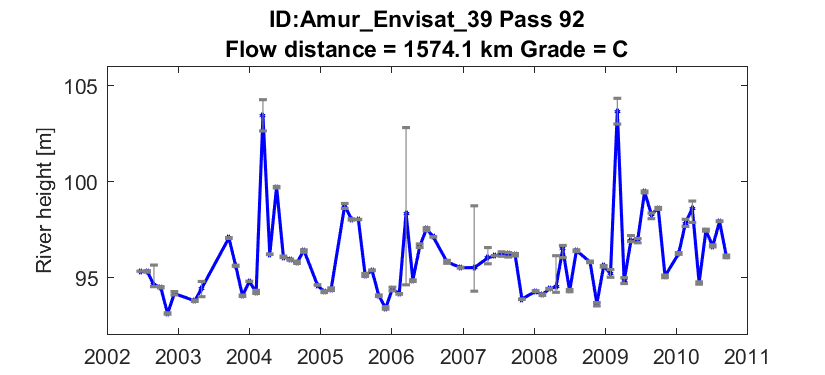 ID:Amur_Envisat_39 Pass 92
Flow distance = 1574.1 km Grade = C
River height [m]
105
100
95
2002 2003 2004 2005 2006 2007 2008 2009 2010 2011